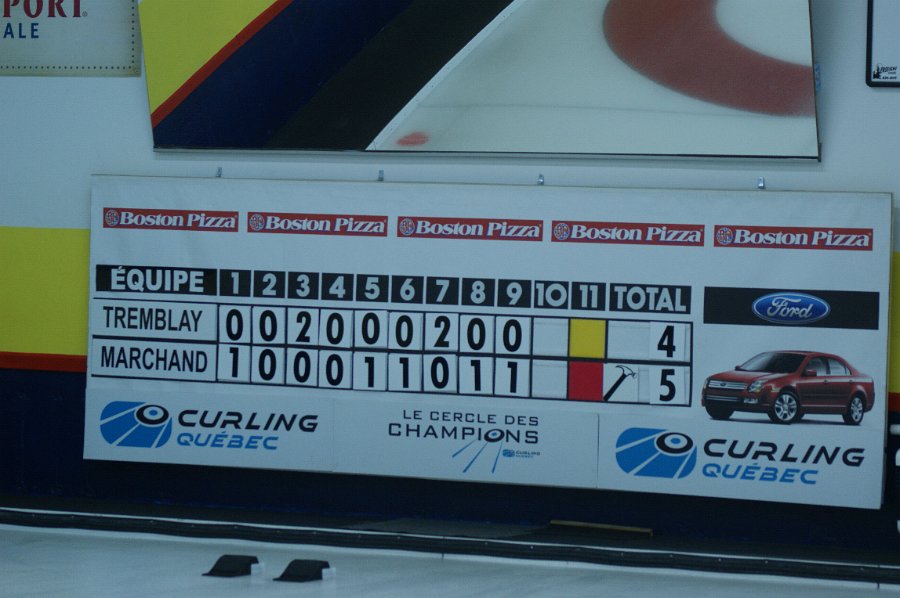 PORT
ALE
Boston Pizza Boston Pizza Boston Pizza Boston Pizza Boston Pizza
ÉQUIPE 1 2 3 4 5 6 7 8 9 10 11 TOTAL
TREMBLAY 0 0 2 0 0 0 2 0 0 4
MARCHAND 1 0 0 0 1 1 0 1 1 5
Ford
CURLING
QUÉBEC
LE CERCLE DES
CHAMPIONS
CURLING
QUÉBEC
CURLING
QUÉBEC